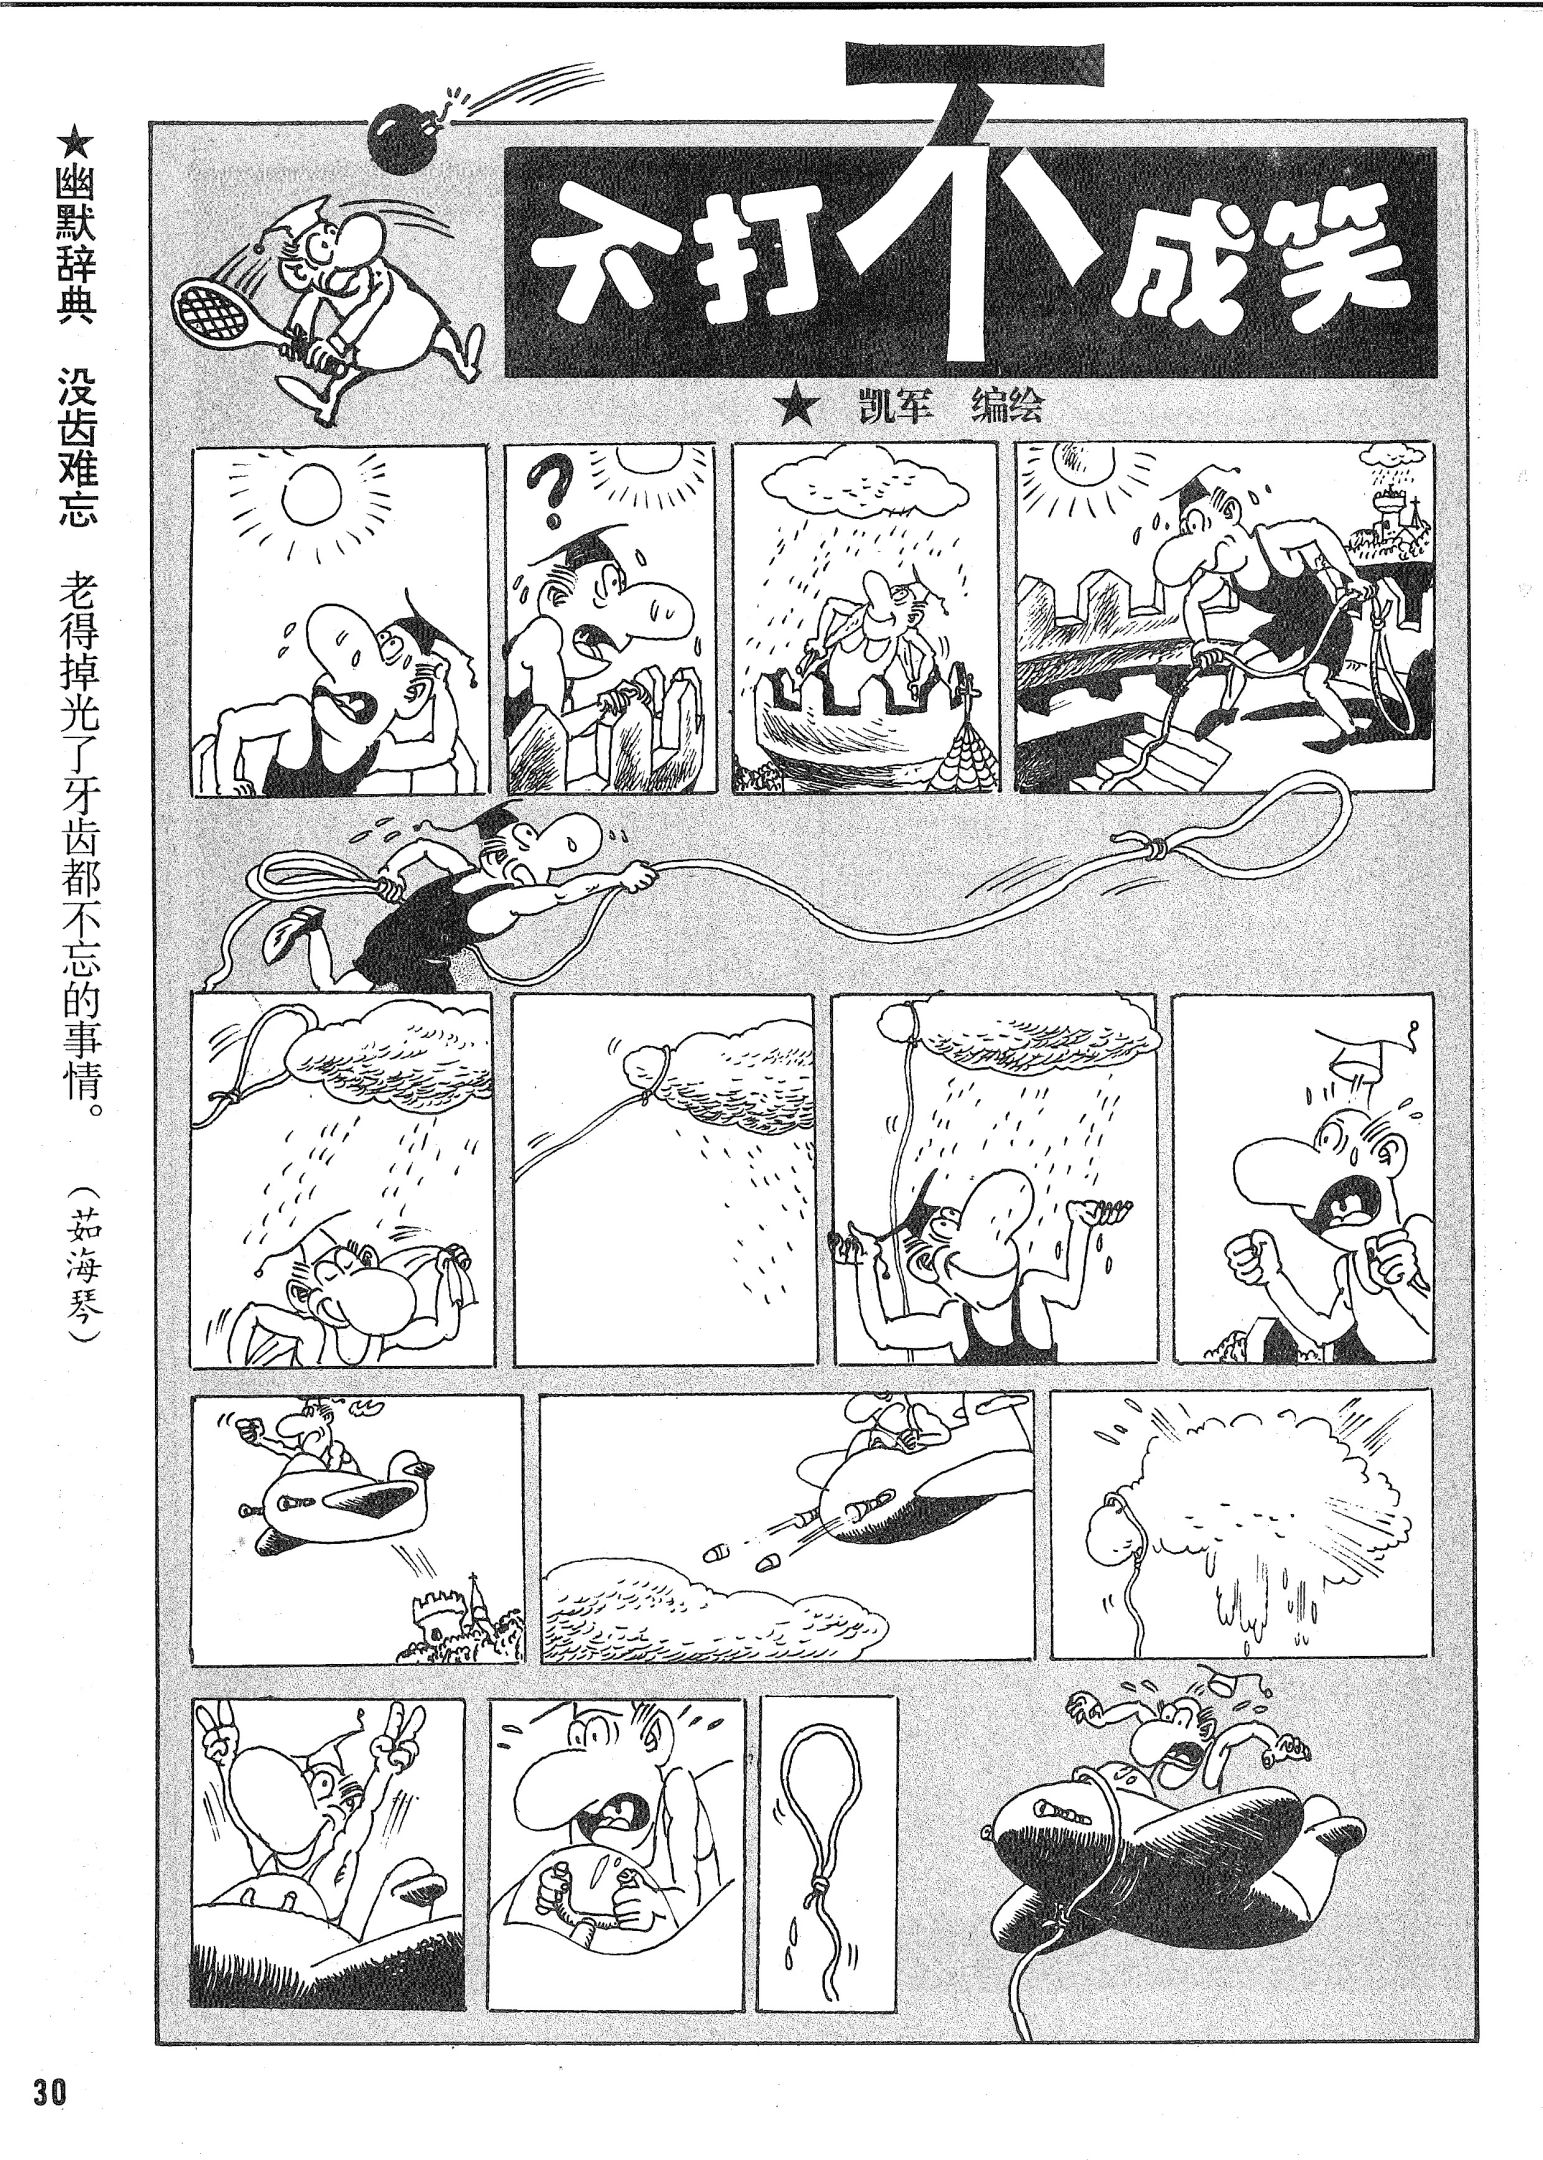 不打不成笑
★ 凯军 编绘
★幽默辞典 没齿难忘 老得掉光了牙齿都不忘的事情。 （茹海琴）
?
30